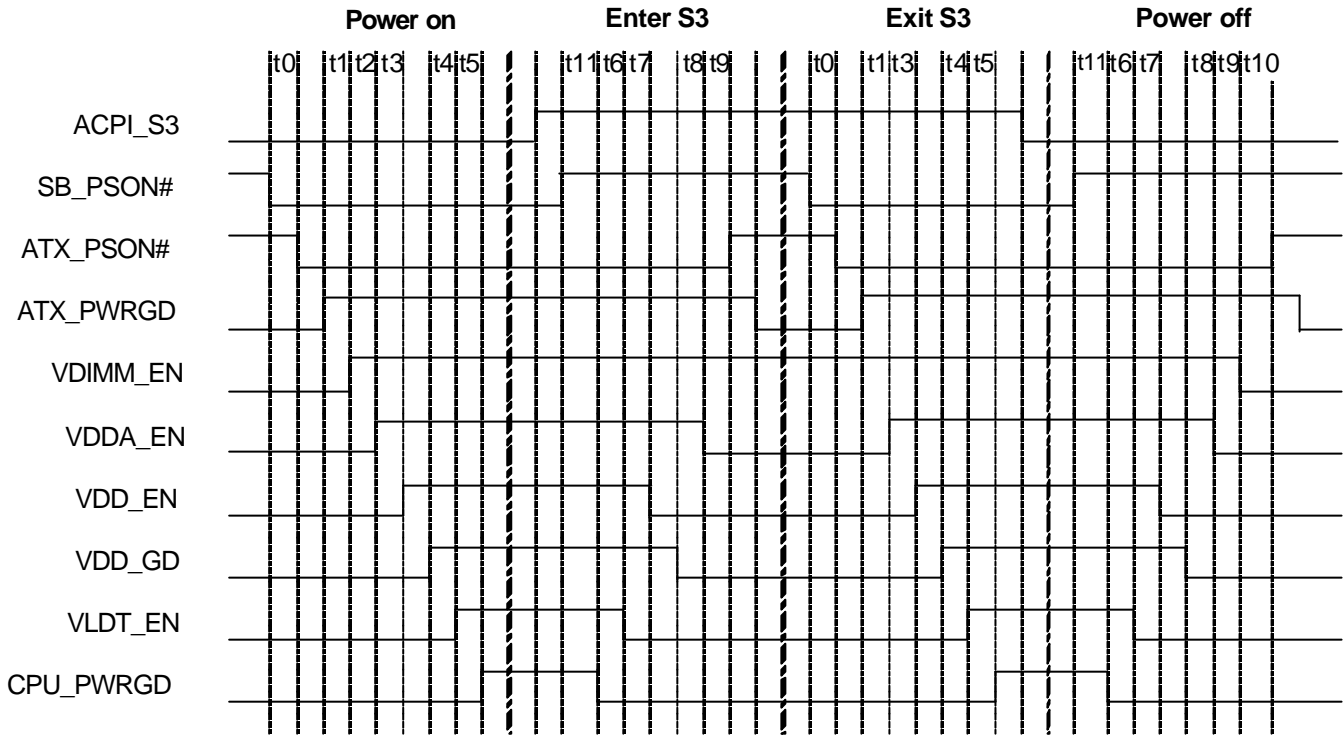 Power on Enter S3 Exit S3 Power off
t0 t1 t2 t3 t4 t5 t11 t6 t7 t8 t9 t0 t1 t3 t4 t5 t11 t6 t7 t8 t9 t10
ACPI_S3
SB_PSON#
ATX_PSON#
ATX_PWRGD
VDIMM_EN
VDDA_EN
VDD_EN
VDD_GD
VLDT_EN
CPU_PWRGD